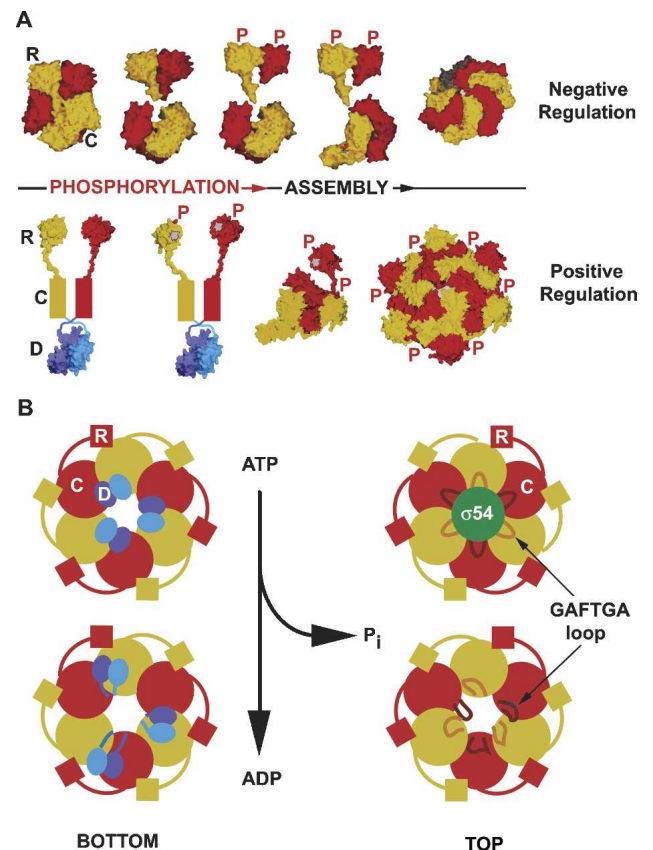 A
R
P P
P P
C
Negative
Regulation
PHOSPHORYLATION
ASSEMBLY
R
P
P
P
P
P P
P P
P P
C
D
Positive
Regulation
B
R
C
D
ATP
R
C
σ54
GAFTGA
loop
Pi
ADP
BOTTOM
TOP